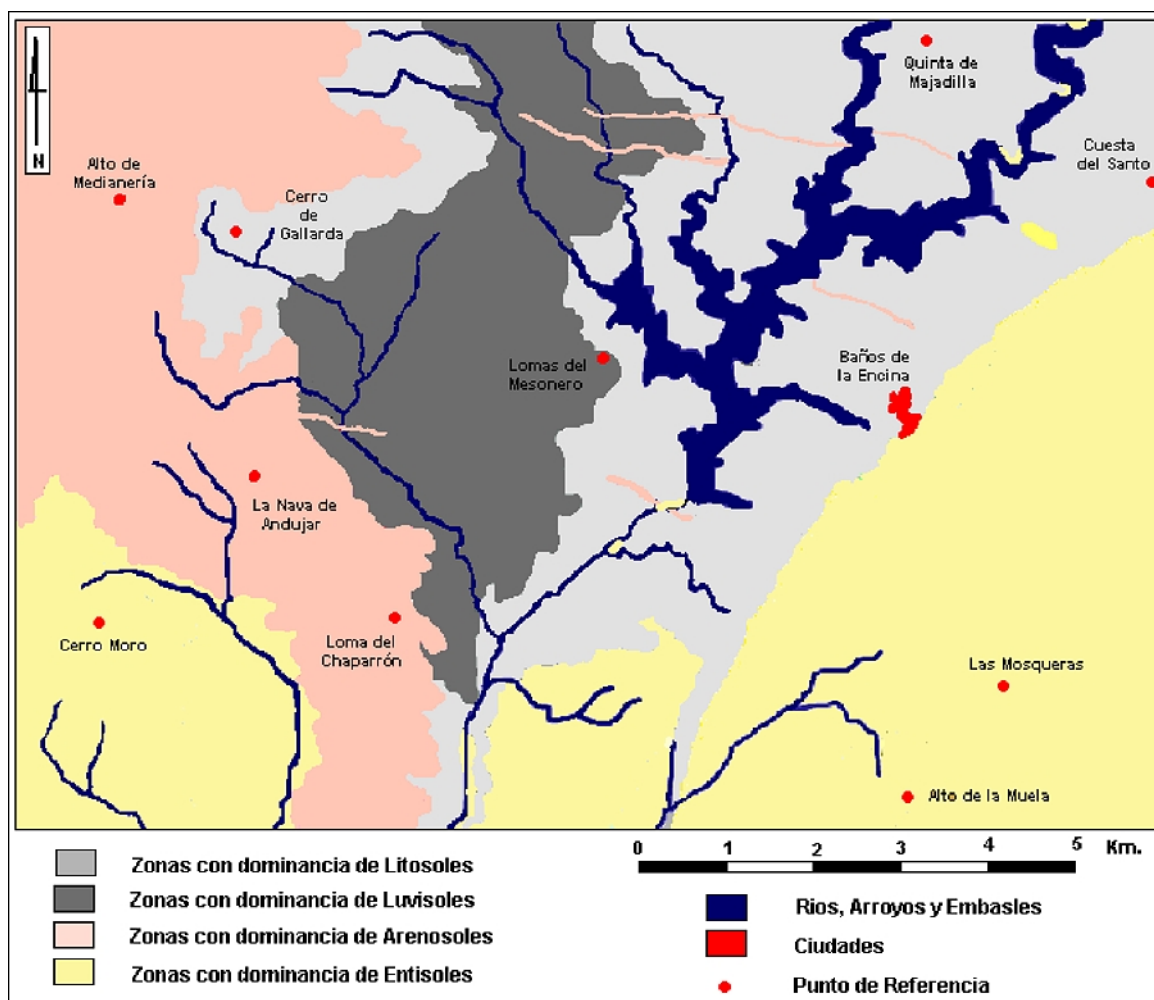 Quinta de
Majadilla
Cuesta
del Santo
N
Alto de
Medianería
Cerro
de
Gallarda
Lomas del
Mesonero
Baños de
la Encina
La Nava de
Andujar
Cerro Moro
Loma del
Chaparrón
Las Mosqueras
Alto de la Muela
Zonas con dominancia de Litosoles
Zonas con dominancia de Luvisoles
Zonas con dominancia de Arenosoles
Zonas con dominancia de Entisoles
0 1 2 3 4 5 Km.
Rios, Arroyos y Embasles
Ciudades
Punto de Referencia